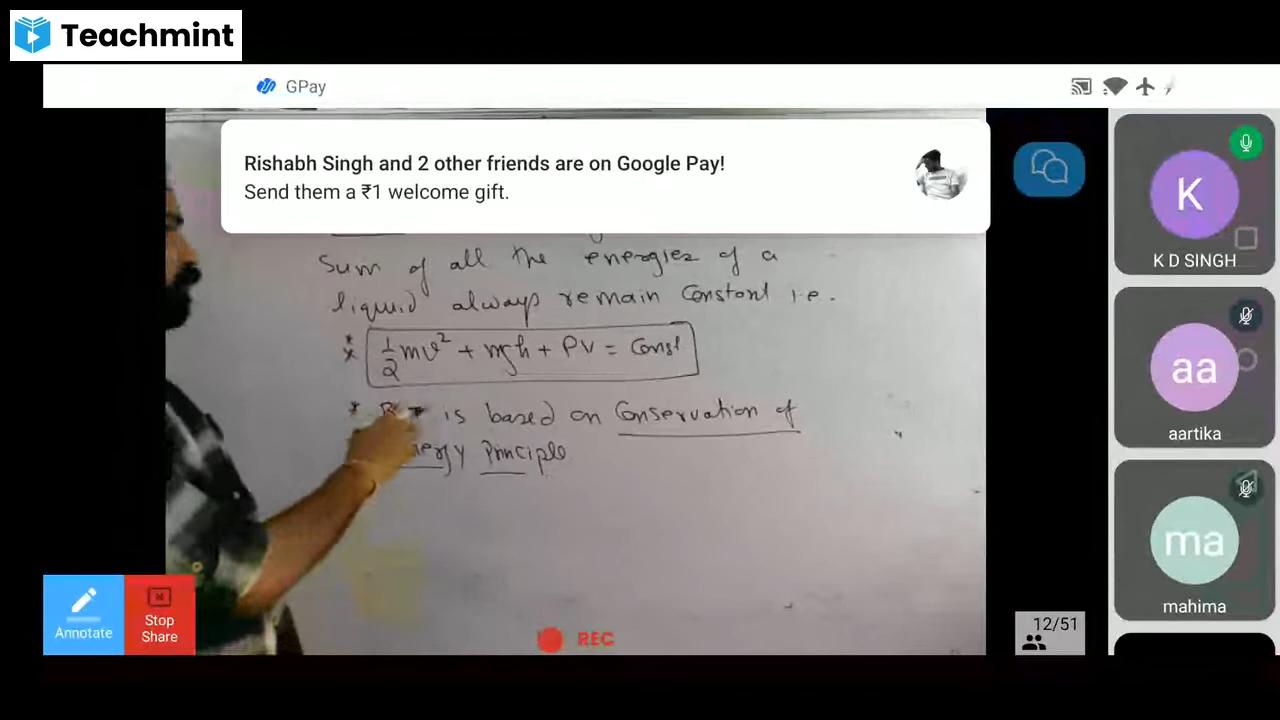 Teachmint
GPay
Rishabh Singh and 2 other friends are on Google Pay!
Send them a ₹1 welcome gift.
Sum of all the energies of a
liquid always remain Constant i.e.
* * ½mv² + mgh + PV = Const
* is based on Conservation of
Principle
K
K D SINGH
aa
aartika
ma
mahima
Annotate
Stop
Share
REC
12/51